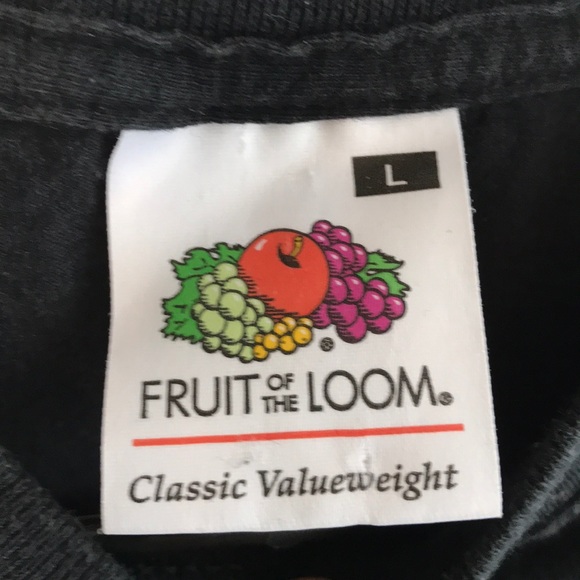 L
FRUIT OF THE LOOM®
Classic Valueweight